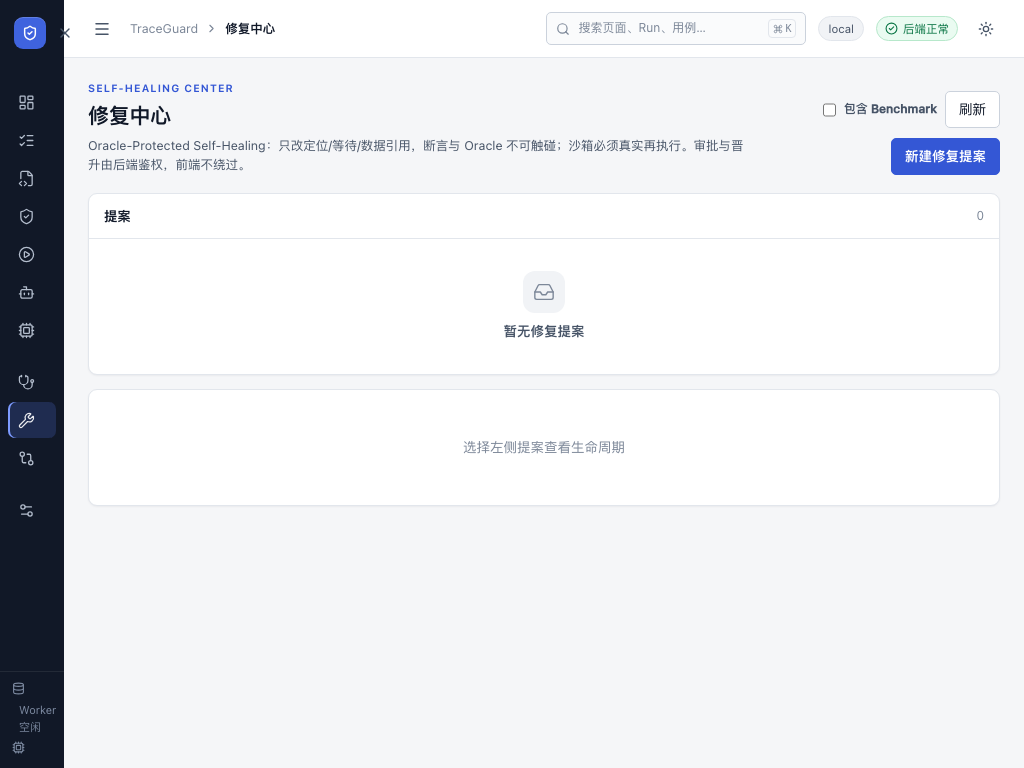 TraceGuard
修复中心
搜索页面、Run、用例...
⌘ K
local
后端正常
SELF-HEALING CENTER
修复中心
Oracle-Protected Self-Healing：只改定位/等待/数据引用，断言与 Oracle 不可触碰；沙箱必须真实再执行。审批与晋
升由后端鉴权，前端不绕过。
包含 Benchmark
刷新
新建修复提案
提案
0
暂无修复提案
选择左侧提案查看生命周期
Worker
空闲